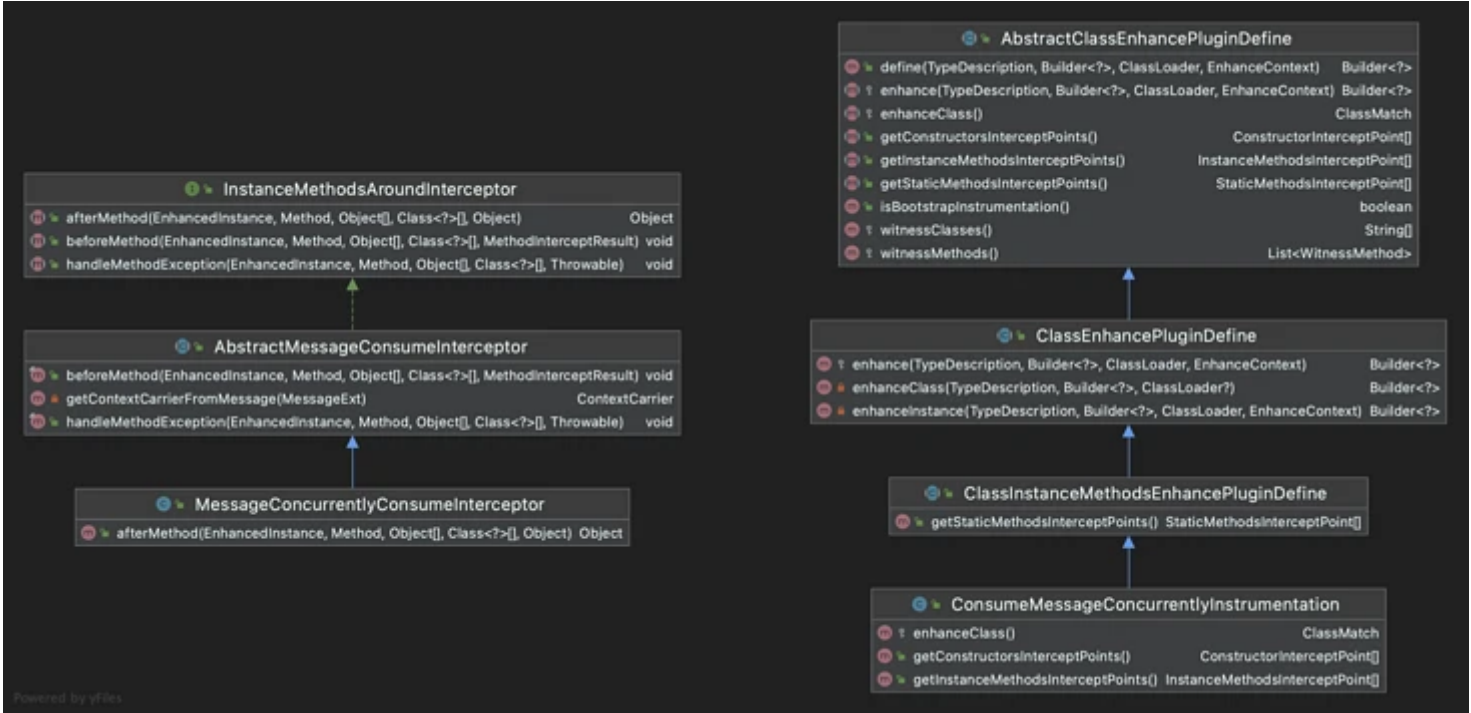 InstanceMethodsAroundInterceptor
afterMethod(EnhancedInstance, Method, Object[], Class<?>[], Object) Object
beforeMethod(EnhancedInstance, Method, Object[], Class<?>[], MethodInterceptResult) void
handleMethodException(EnhancedInstance, Method, Object[], Class<?>[], Throwable) void
AbstractMessageConsumeInterceptor
beforeMethod(EnhancedInstance, Method, Object[], Class<?>[], MethodInterceptResult) void
getContextCarrierFromMessage(MessageExt) ContextCarrier
handleMethodException(EnhancedInstance, Method, Object[], Class<?>[], Throwable) void
MessageConcurrentlyConsumeInterceptor
afterMethod(EnhancedInstance, Method, Object[], Class<?>[], Object) Object
AbstractClassEnhancePluginDefine
define(TypeDescription, Builder<?>, ClassLoader, EnhanceContext) Builder<?>
enhance(TypeDescription, Builder<?>, ClassLoader, EnhanceContext) Builder<?>
enhanceClass() ClassMatch
getConstructorsInterceptPoints() ConstructorInterceptPoint[]
getInstanceMethodsInterceptPoints() InstanceMethodsInterceptPoint[]
getStaticMethodsInterceptPoints() StaticMethodsInterceptPoint[]
isBootstrapInstrumentation() boolean
witnessClasses() String[]
witnessMethods() List<WitnessMethod>
ClassEnhancePluginDefine
enhance(TypeDescription, Builder<?>, ClassLoader, EnhanceContext) Builder<?>
enhanceClass(TypeDescription, Builder<?>, ClassLoader?) Builder<?>
enhanceInstance(TypeDescription, Builder<?>, ClassLoader, EnhanceContext) Builder<?>
ClassInstanceMethodsEnhancePluginDefine
getStaticMethodsInterceptPoints() StaticMethodsInterceptPoint[]
ConsumeMessageConcurrentlyInstrumentation
enhanceClass() ClassMatch
getConstructorsInterceptPoints() ConstructorInterceptPoint[]
getInstanceMethodsInterceptPoints() InstanceMethodsInterceptPoint[]
Powered by yFiles